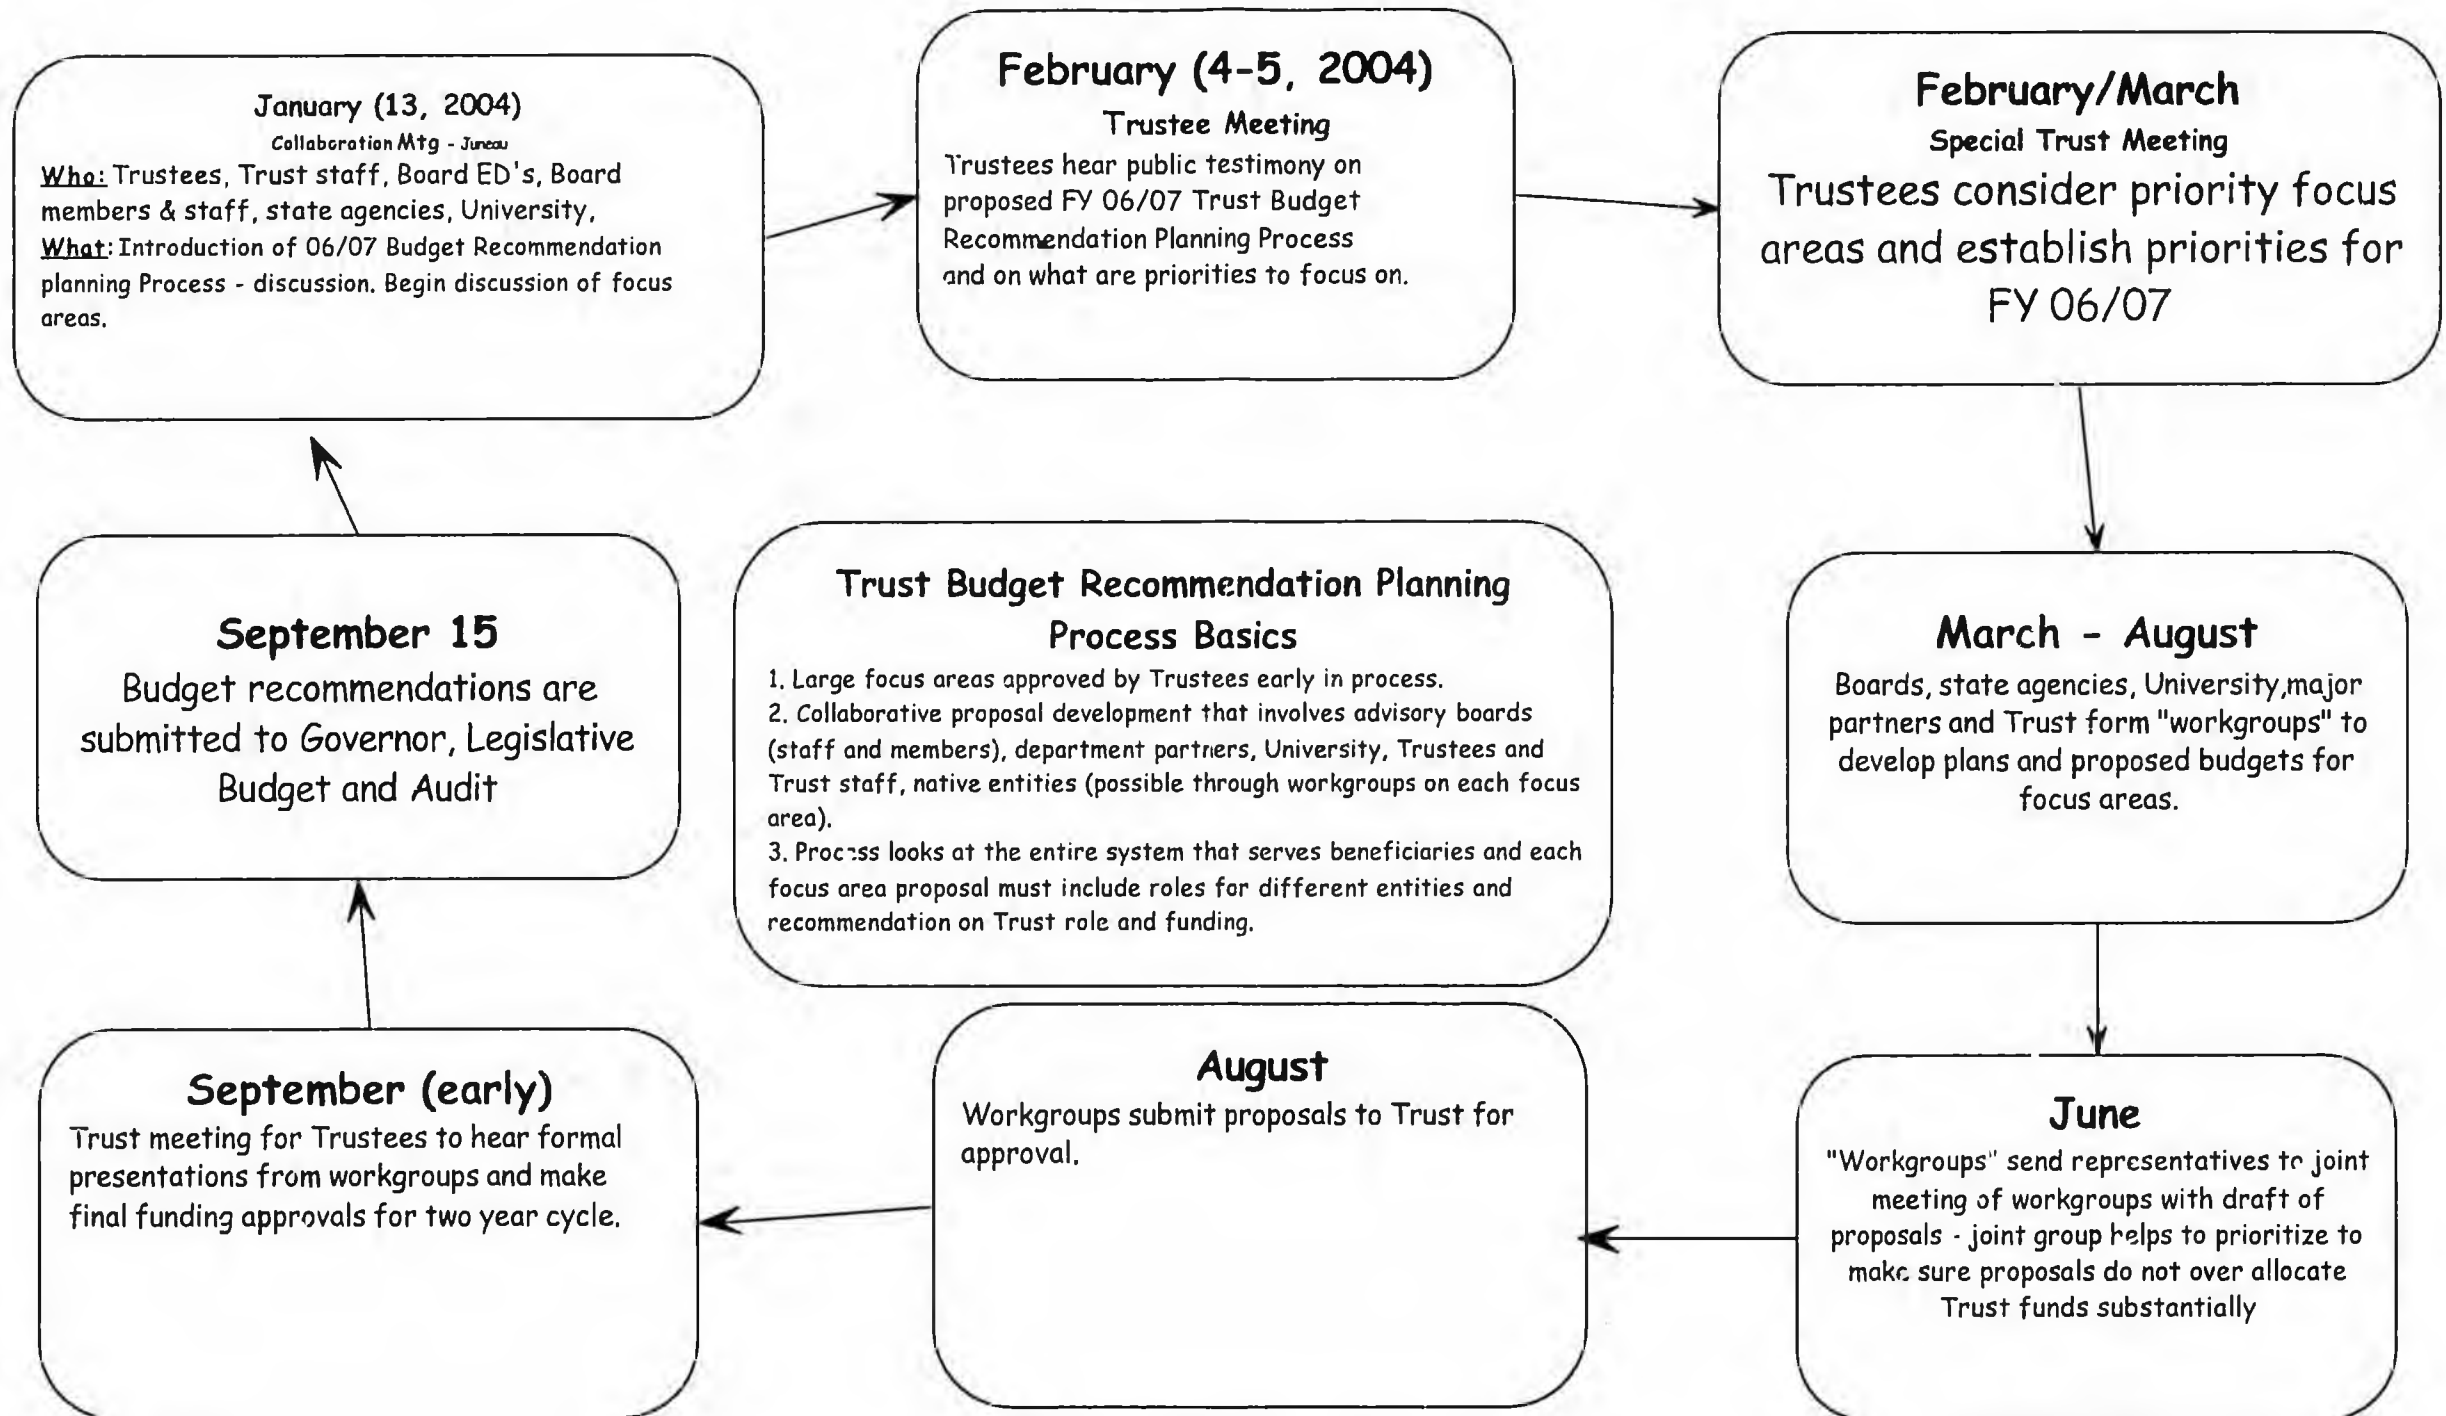 January (13, 2004)
Collaboration Mtg - Juneau
Who: Trustees, Trust staff, Board ED's, Board
members & staff, state agencies, University,
What: Introduction of 06/07 Budget Recommendation
planning Process - discussion. Begin discussion of focus
areas.
February (4-5, 2004)
Trustee Meeting
Trustees hear public testimony on
proposed FY 06/07 Trust Budget
Recommendation Planning Process
and on what are priorities to focus on.
February/March
Special Trust Meeting
Trustees consider priority focus
areas and establish priorities for
FY 06/07
March - August
Boards, state agencies, University,major
partners and Trust form "workgroups" to
develop plans and proposed budgets for
focus areas.
June
"Workgroups" send representatives to joint
meeting of workgroups with draft of
proposals - joint group helps to prioritize to
make sure proposals do not over allocate
Trust funds substantially
August
Workgroups submit proposals to Trust for
approval.
September (early)
Trust meeting for Trustees to hear formal
presentations from workgroups and make
final funding approvals for two year cycle.
September 15
Budget recommendations are
submitted to Governor, Legislative
Budget and Audit
Trust Budget Recommendation Planning
Process Basics
1. Large focus areas approved by Trustees early in process.
2. Collaborative proposal development that involves advisory boards
(staff and members), department partners, University, Trustees and
Trust staff, native entities (possible through workgroups on each focus
area).
3. Process looks at the entire system that serves beneficiaries and each
focus area proposal must include roles for different entities and
recommendation on Trust role and funding.